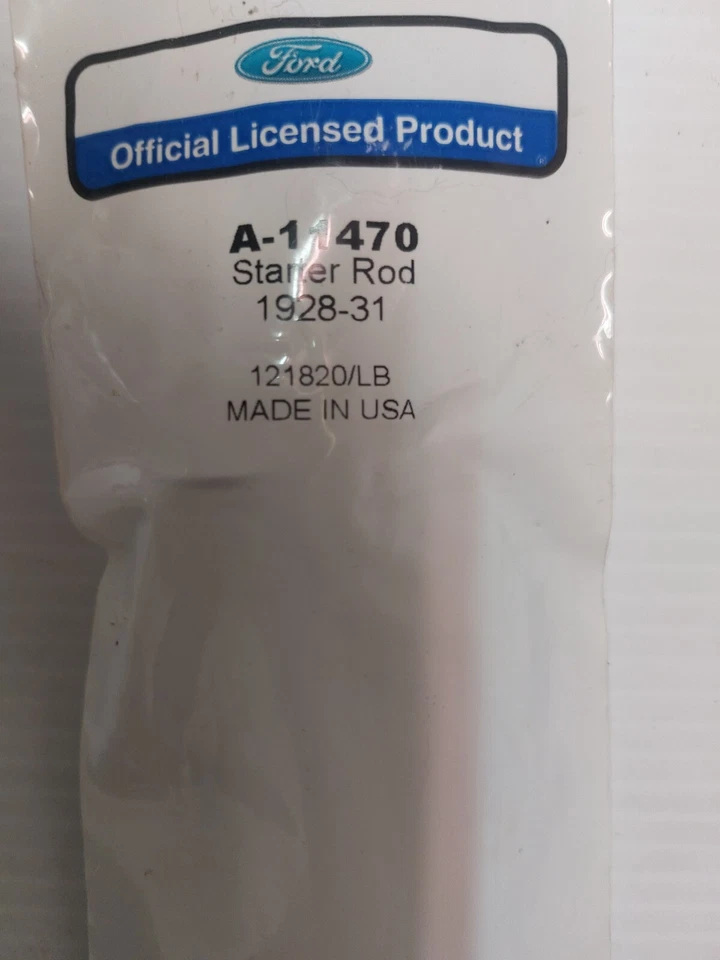 Ford
Official Licensed Product
A-11470
Starter Rod
1928-31
121820/LB
MADE IN USA